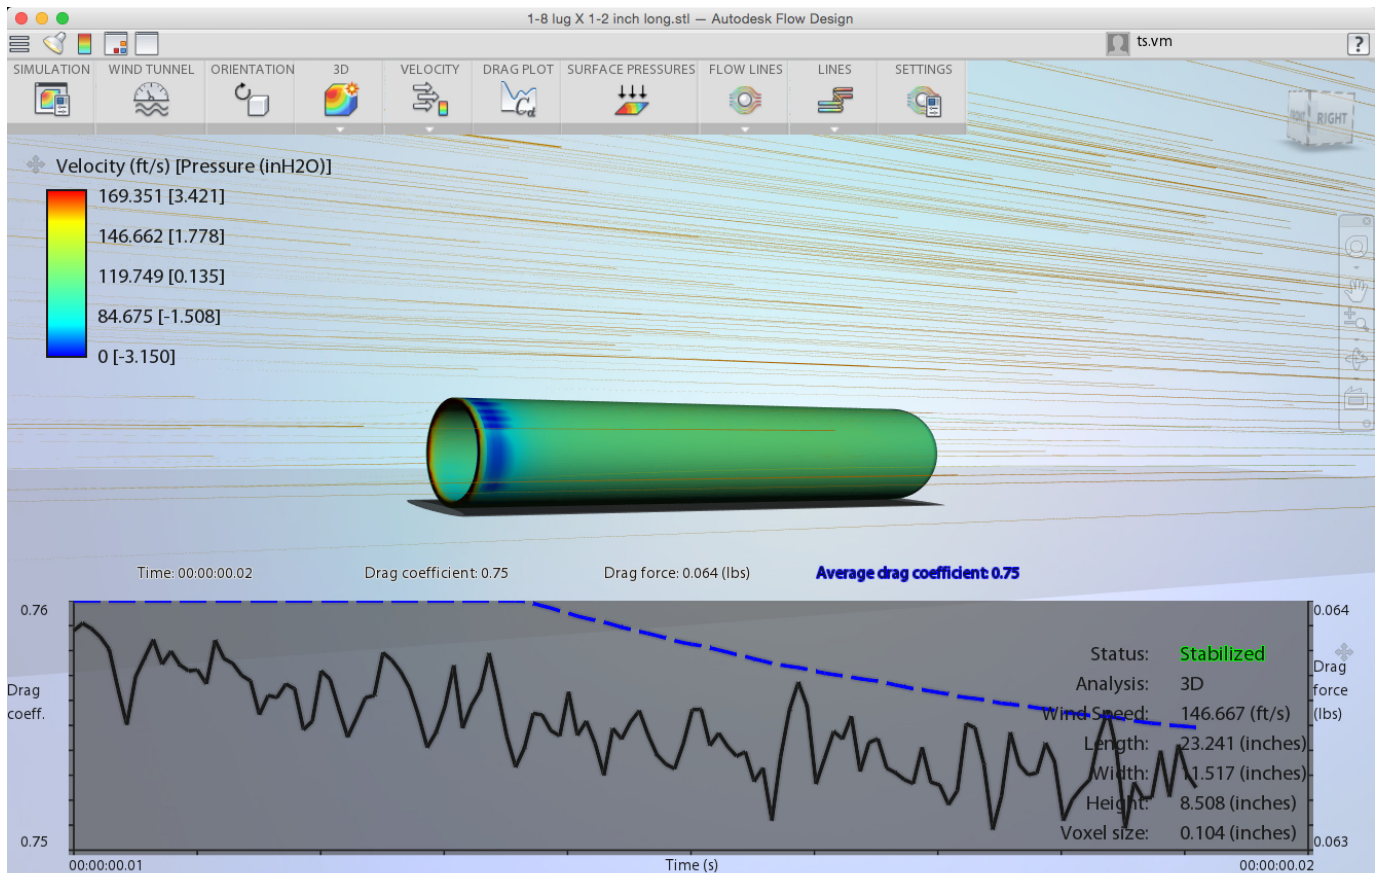 1-8 lug X 1-2 inch long.stl — Autodesk Flow Design
ts.vm
?
SIMULATION WIND TUNNEL ORIENTATION 3D VELOCITY DRAG PLOT SURFACE PRESSURES FLOW LINES LINES SETTINGS
Cd
FRONT RIGHT
Velocity (ft/s) [Pressure (inH2O)]
169.351 [3.421]
146.662 [1.778]
119.749 [0.135]
84.675 [-1.508]
0 [-3.150]
Time: 00:00:00.02 Drag coefficient: 0.75 Drag force: 0.064 (lbs) Average drag coefficient: 0.75
0.76 0.064
Status: Stabilized
Analysis: 3D
Wind Speed: 146.667 (ft/s)
Length: 23.241 (inches)
Width: 11.517 (inches)
Height: 8.508 (inches)
Voxel size: 0.104 (inches)
Drag
coeff.
Drag
force
(lbs)
0.75 0.063
00:00:00.01 Time (s) 00:00:00.02